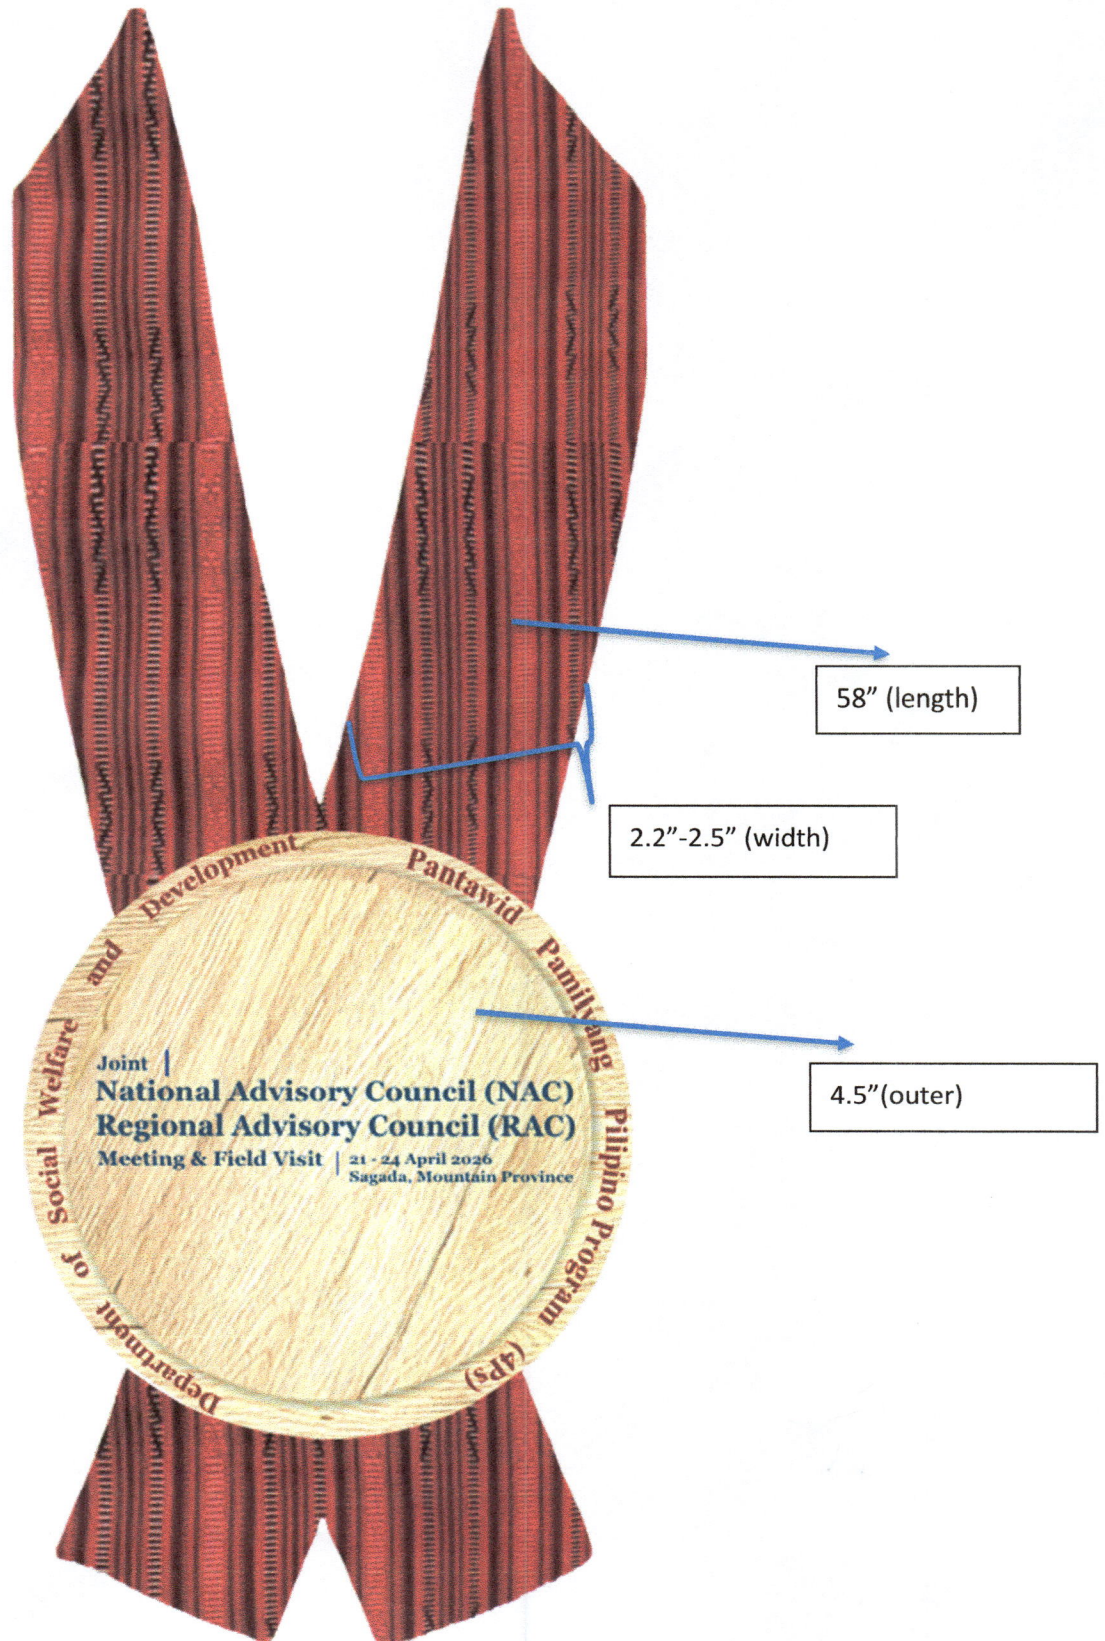 58” (length)
2.2”-2.5” (width)
Department of Social Welfare and Development
Pantawid Pamilyang Pilipino Program (4Ps)
4.5”(outer)
Joint |
National Advisory Council (NAC)
Regional Advisory Council (RAC)
Meeting & Field Visit | 21 - 24 April 2026
Sagada, Mountain Province